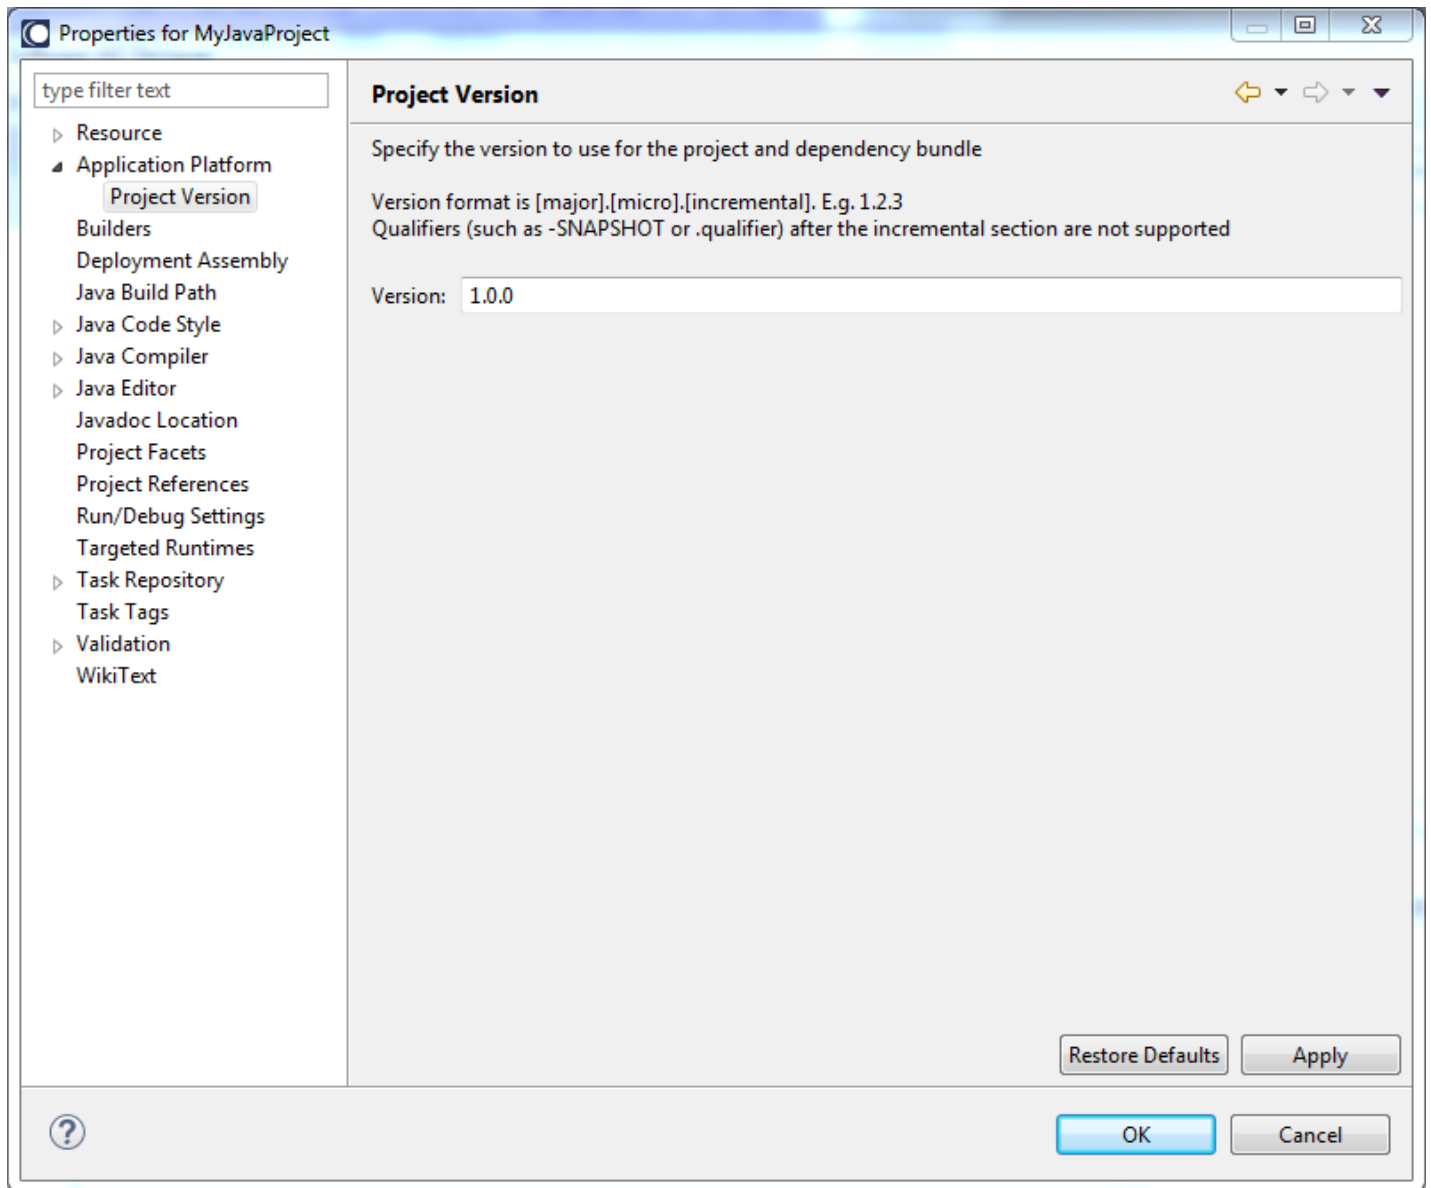 Properties for MyJavaProject
type filter text
Resource
Application Platform
Project Version
Builders
Deployment Assembly
Java Build Path
Java Code Style
Java Compiler
Java Editor
Javadoc Location
Project Facets
Project References
Run/Debug Settings
Targeted Runtimes
Task Repository
Task Tags
Validation
WikiText
Project Version
Specify the version to use for the project and dependency bundle
Version format is [major].[micro].[incremental]. E.g. 1.2.3
Qualifiers (such as -SNAPSHOT or .qualifier) after the incremental section are not supported
Version: 1.0.0
Restore Defaults Apply
? OK Cancel